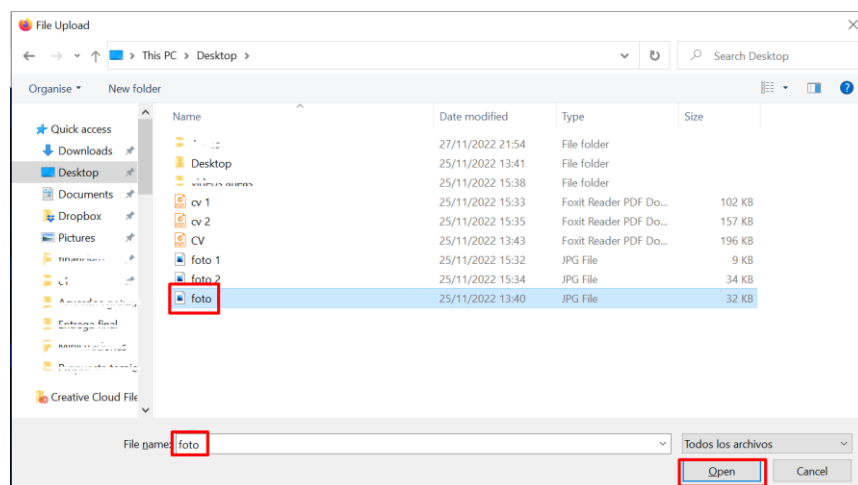 File Upload
This PC > Desktop >
Search Desktop
Organise
New folder
Name Date modified Type Size
Quick access
Downloads
Desktop
Documents
Dropbox
Pictures
Entrega final
Creative Cloud File
27/11/2022 21:54 File folder
Desktop 25/11/2022 13:41 File folder
25/11/2022 15:38 File folder
cv 1 25/11/2022 15:33 Foxit Reader PDF Do... 102 KB
cv 2 25/11/2022 15:35 Foxit Reader PDF Do... 157 KB
CV 25/11/2022 13:43 Foxit Reader PDF Do... 196 KB
foto 1 25/11/2022 15:32 JPG File 9 KB
foto 2 25/11/2022 15:34 JPG File 34 KB
foto 25/11/2022 13:40 JPG File 32 KB
File name: foto
Todos los archivos
Open
Cancel